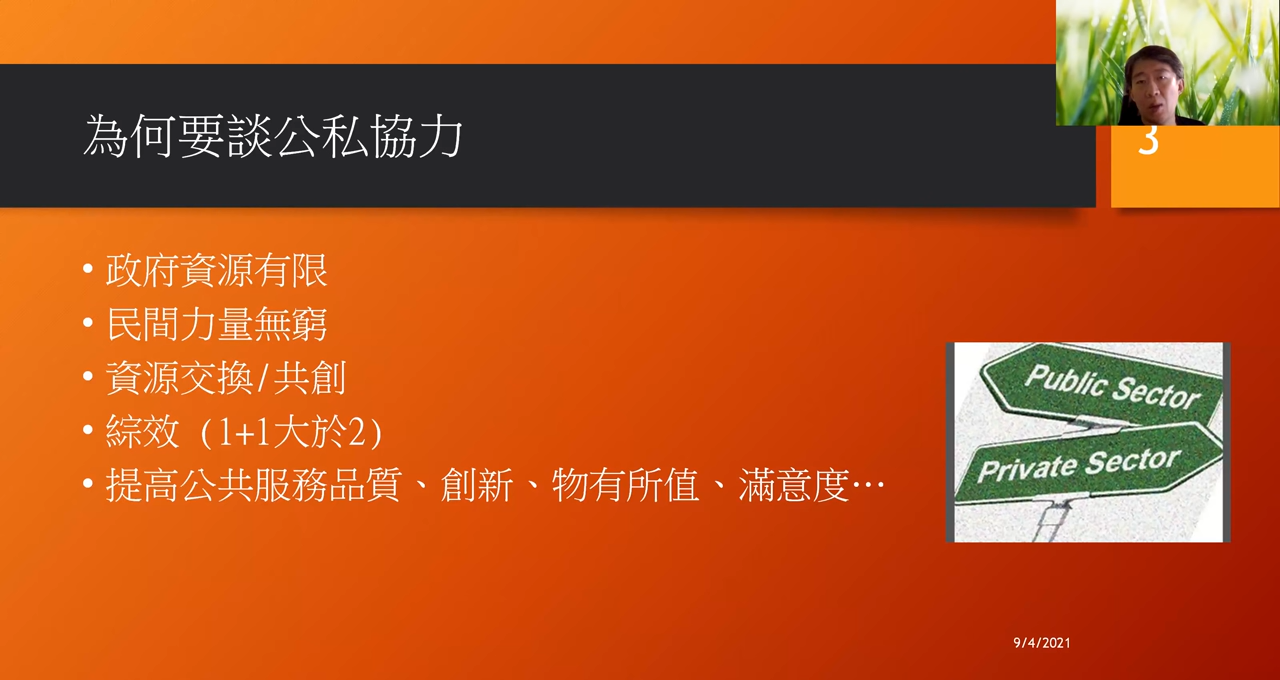 為何要談公私協力
3
• 政府資源有限
• 民間力量無窮
• 資源交換/共創
• 綜效 (1+1大於2)
• 提高公共服務品質、創新、物有所值、滿意度…
Public Sector
Private Sector
9/4/2021